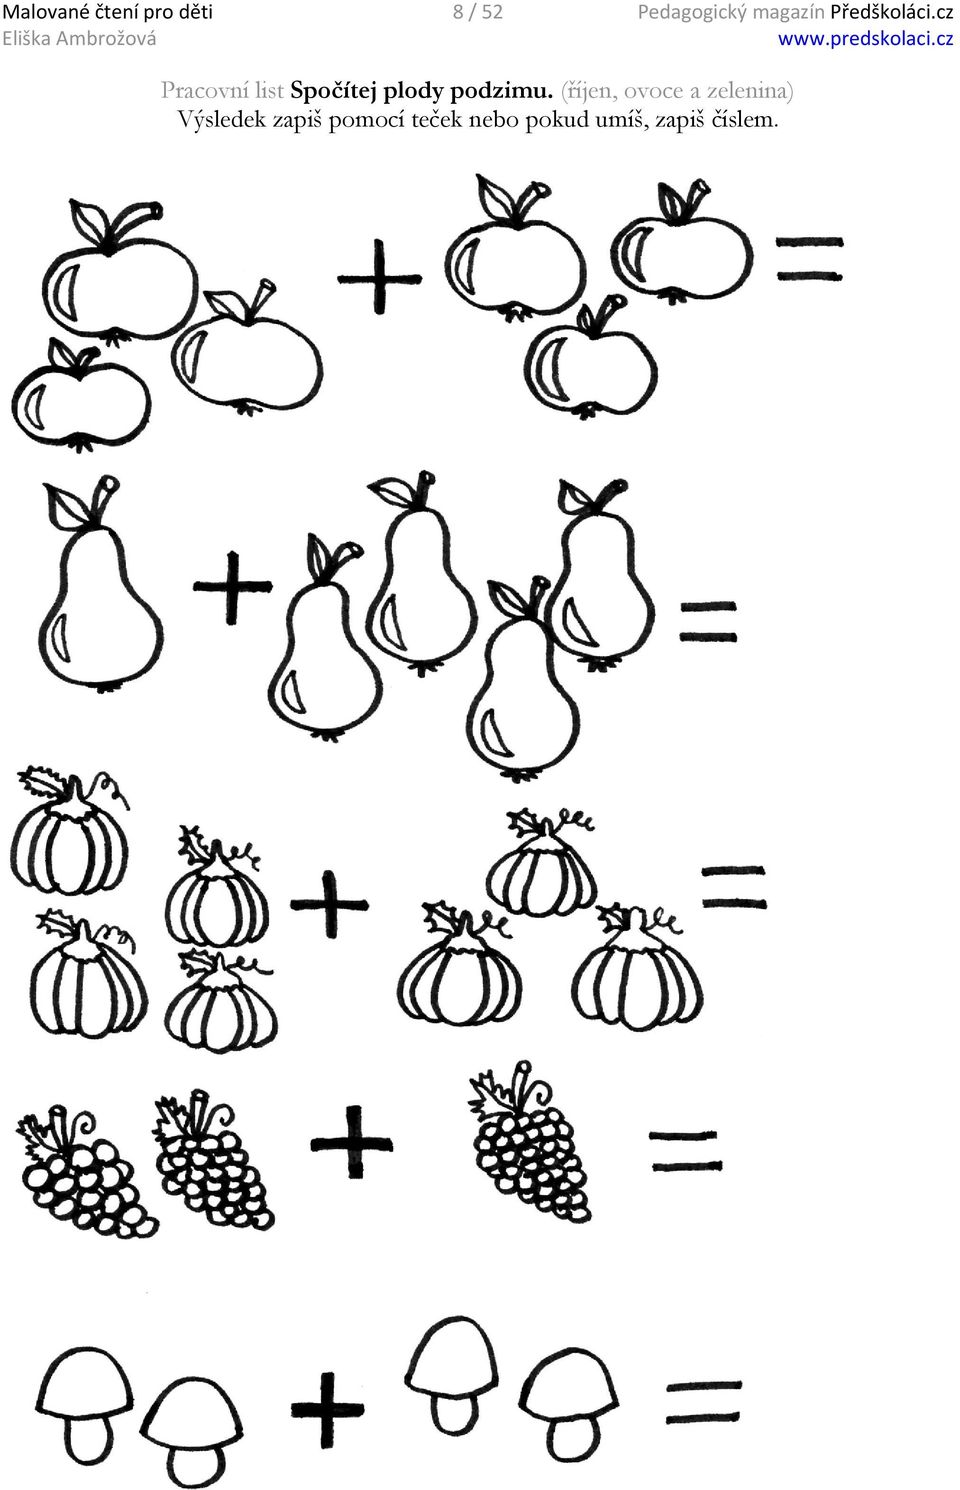 Malované čtení pro děti 8 / 52 Pedagogický magazín Předškoláci.cz
Eliška Ambrožová www.predskolaci.cz
Pracovní list Spočítej plody podzimu. (říjen, ovoce a zelenina)
Výsledek zapiš pomocí teček nebo pokud umíš, zapiš číslem.
+ =
+ =
+ =
+ =
+ =